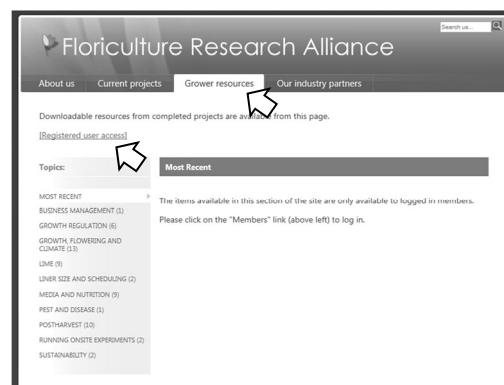 Search us...
Floriculture Research Alliance
About us Current projects Grower resources Our industry partners
Downloadable resources from completed projects are available from this page.
[Registered user access]
Topics:
Most Recent
MOST RECENT
The items available in this section of the site are only available to logged in members.
BUSINESS MANAGEMENT (1)
Please click on the "Members" link (above left) to log in.
GROWTH REGULATION (6)
GROWTH, FLOWERING AND
CLIMATE (13)
LIME (9)
LINER SIZE AND SCHEDULING (2)
MEDIA AND NUTRITION (9)
PEST AND DISEASE (1)
POSTHARVEST (10)
RUNNING ONSITE EXPERIMENTS (2)
SUSTAINABILITY (2)